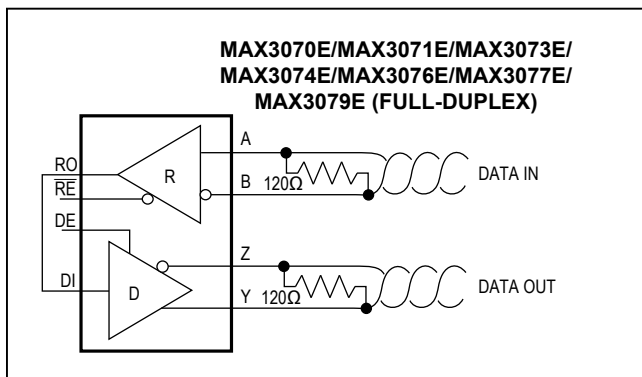 MAX3070E/MAX3071E/MAX3073E/
MAX3074E/MAX3076E/MAX3077E/
MAX3079E (FULL-DUPLEX)
A
RO
R
DATA IN
RE
B
120Ω
DE
Z
DI
D
DATA OUT
Y
120Ω